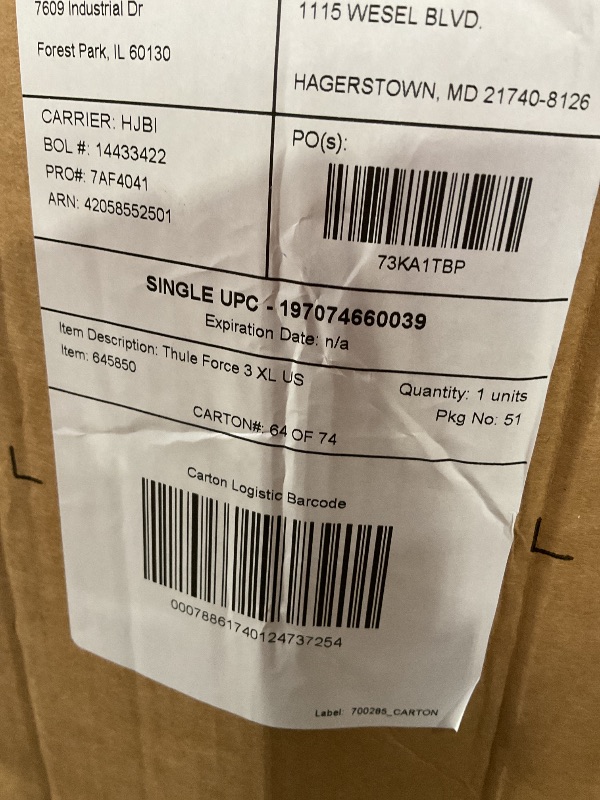 7609 Industrial Dr
Forest Park, IL 60130
1115 WESEL BLVD.
HAGERSTOWN, MD 21740-8126
CARRIER: HJBI
BOL #: 14433422
PRO#: 7AF4041
ARN: 42058552501
PO(s):
73KA1TBP
SINGLE UPC - 197074660039
Expiration Date: n/a
Item Description: Thule Force 3 XL US
Item: 645850
Quantity: 1 units
Pkg No: 51
CARTON#: 64 OF 74
Carton Logistic Barcode
00078861740124737254
Label: 700285_CARTON